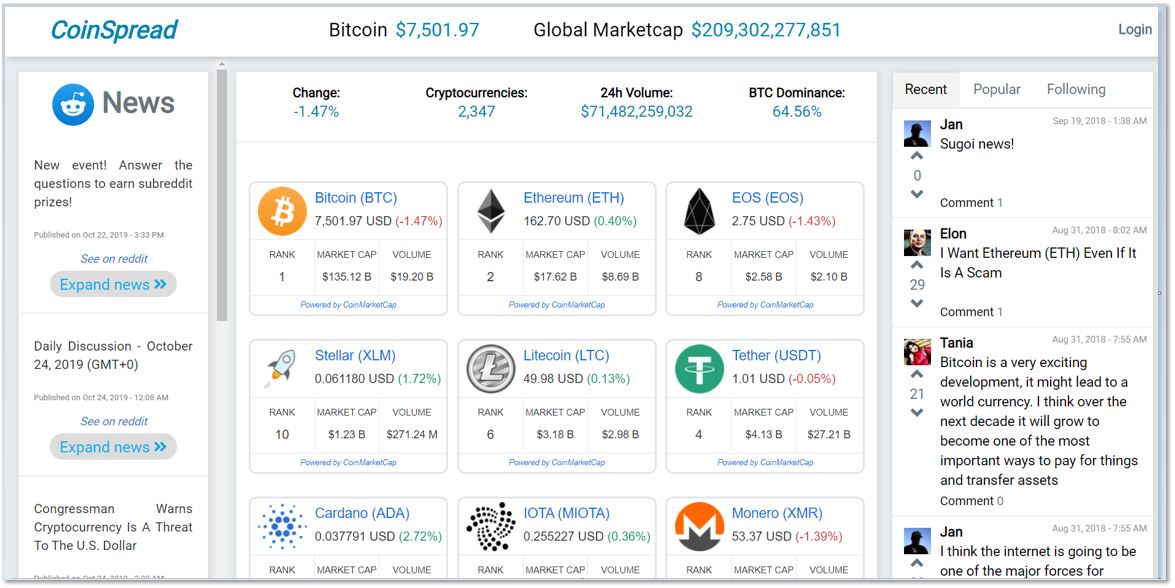 CoinSpread
Bitcoin $7,501.97
Global Marketcap $209,302,277,851
Login
News
New event! Answer the
questions to earn subreddit
prizes!
Published on Oct 22, 2019 - 3:33 PM
See on reddit
Expand news »
Daily Discussion - October
24, 2019 (GMT+0)
Published on Oct 24, 2019 - 12:08 AM
See on reddit
Expand news »
Congressman Warns
Cryptocurrency Is A Threat
To The U.S. Dollar
Change: Cryptocurrencies: 24h Volume: BTC Dominance:
-1.47% 2,347 $71,482,259,032 64.56%
Bitcoin (BTC)
7,501.97 USD (-1.47%)
RANK MARKET CAP VOLUME
1 $135.12 B $19.20 B
Powered by CoinMarketCap
Ethereum (ETH)
162.70 USD (0.40%)
RANK MARKET CAP VOLUME
2 $17.62 B $8.69 B
Powered by CoinMarketCap
EOS (EOS)
2.75 USD (-1.43%)
RANK MARKET CAP VOLUME
8 $2.58 B $2.10 B
Powered by CoinMarketCap
Stellar (XLM)
0.061180 USD (1.72%)
RANK MARKET CAP VOLUME
10 $1.23 B $271.24 M
Powered by CoinMarketCap
Litecoin (LTC)
49.98 USD (0.13%)
RANK MARKET CAP VOLUME
6 $3.18 B $2.98 B
Powered by CoinMarketCap
Tether (USDT)
1.01 USD (-0.05%)
RANK MARKET CAP VOLUME
4 $4.13 B $27.21 B
Powered by CoinMarketCap
Cardano (ADA)
0.037791 USD (2.72%)
RANK MARKET CAP VOLUME
IOTA (MIOTA)
0.255227 USD (0.36%)
RANK MARKET CAP VOLUME
Monero (XMR)
53.37 USD (-1.39%)
RANK MARKET CAP VOLUME
Recent Popular Following
Jan Sep 19, 2018 - 1:38 AM
Sugoi news!
0
Comment 1
Elon Aug 31, 2018 - 8:02 AM
I Want Ethereum (ETH) Even If It
Is A Scam
29
Comment 1
Tania Aug 31, 2018 - 7:55 AM
Bitcoin is a very exciting
development, it might lead to a
world currency. I think over the
next decade it will grow to
become one of the most
important ways to pay for things
and transfer assets
21
Comment 0
Jan Aug 31, 2018 - 7:55 AM
I think the internet is going to be
one of the major forces for